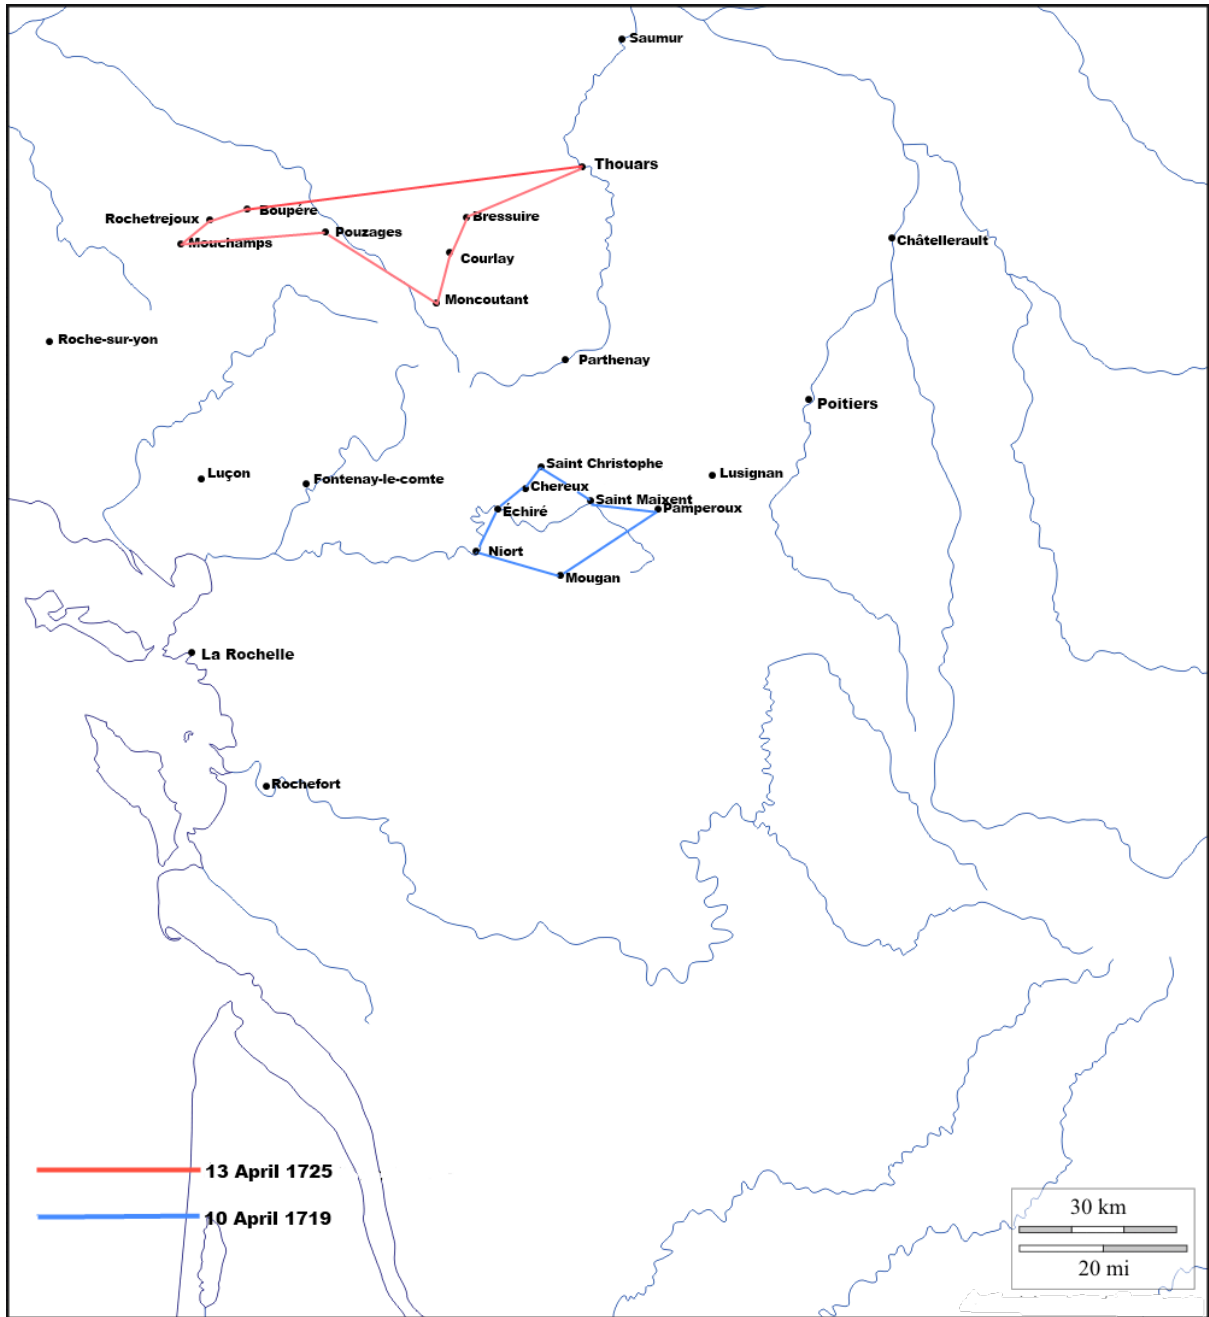 Saumur
Thouars
Boupére
Rochetrejoux
Bressuire
Pouzages
Mouchamps
Châtellerault
Courlay
Moncoutant
Roche-sur-yon
Parthenay
Poitiers
Saint Christophe
Luçon
Lusignan
Fontenay-le-comte
Chereux
Saint Maixent
Pamperoux
Échiré
Niort
Mougan
La Rochelle
Rochefort
13 April 1725
10 April 1719
30 km
20 mi